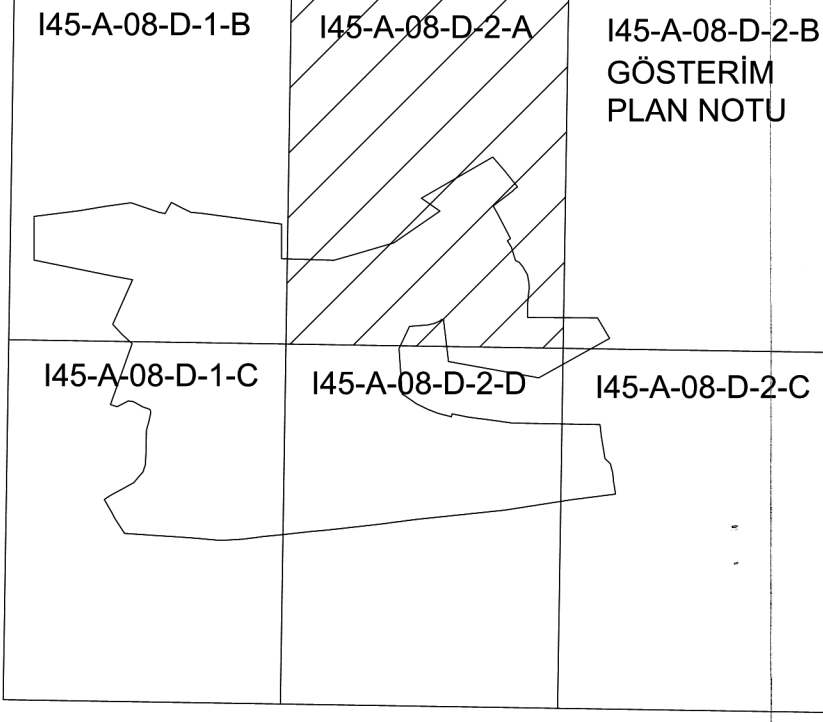 I45-A-08-D-1-B
I45-A-08-D-2-A
I45-A-08-D-2-B
GÖSTERİM
PLAN NOTU
I45-A-08-D-1-C
I45-A-08-D-2-D
I45-A-08-D-2-C